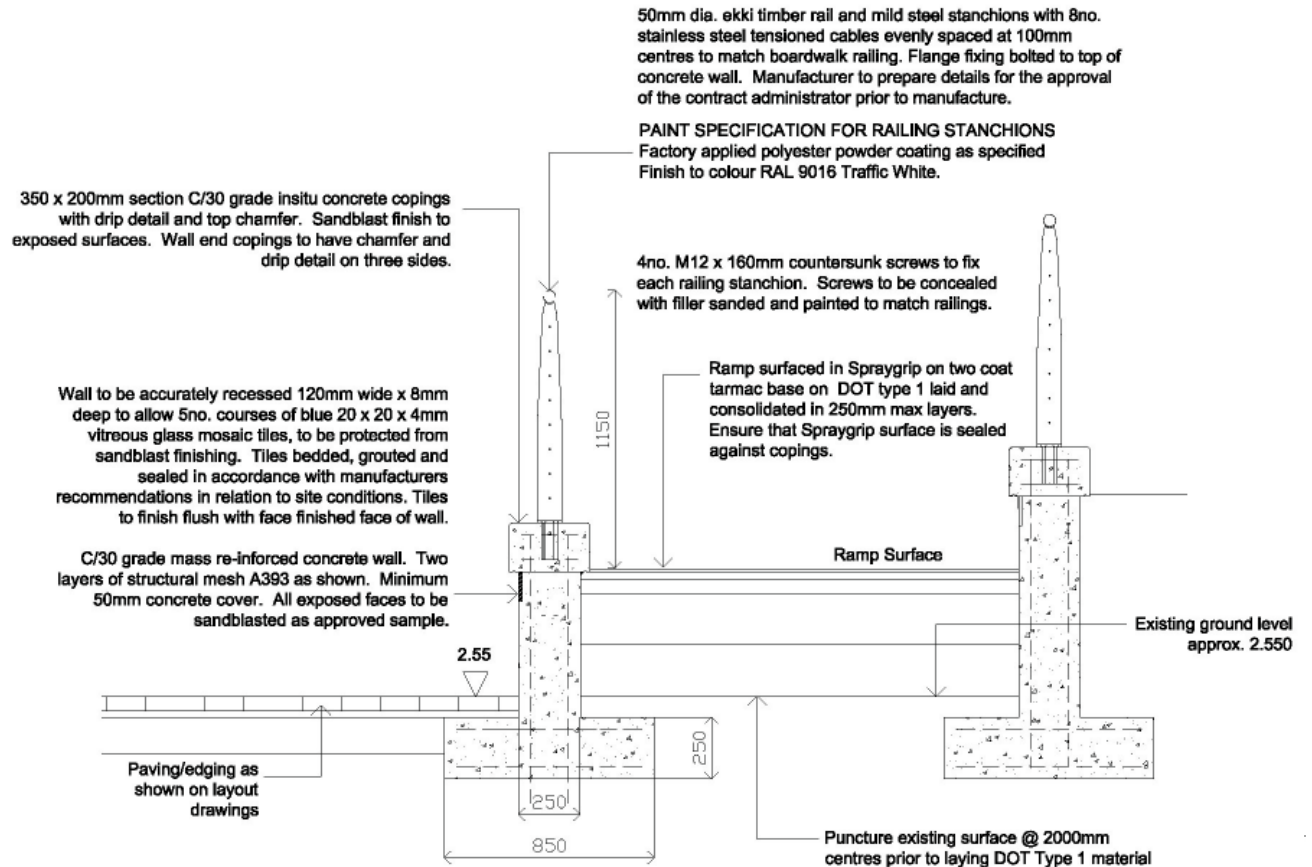 50mm dia. ekki timber rail and mild steel stanchions with 8no.
stainless steel tensioned cables evenly spaced at 100mm
centres to match boardwalk railing. Flange fixing bolted to top of
concrete wall.  Manufacturer to prepare details for the approval
of the contract administrator prior to manufacture.
PAINT SPECIFICATION FOR RAILING STANCHIONS
Factory applied polyester powder coating as specified
Finish to colour RAL 9016 Traffic White.
350 x 200mm section C/30 grade insitu concrete copings
with drip detail and top chamfer.  Sandblast finish to
exposed surfaces.  Wall end copings to have chamfer and
drip detail on three sides.
4no. M12 x 160mm countersunk screws to fix
each railing stanchion.  Screws to be concealed
with filler sanded and painted to match railings.
1150
Ramp surfaced in Spraygrip on two coat
tarmac base on  DOT type 1 laid and
consolidated in 250mm max layers.
Ensure that Spraygrip surface is sealed
against copings.
Wall to be accurately recessed 120mm wide x 8mm
deep to allow 5no. courses of blue 20 x 20 x 4mm
vitreous glass mosaic tiles, to be protected from
sandblast finishing.  Tiles bedded, grouted and
sealed in accordance with manufacturers
recommendations in relation to site conditions. Tiles
to finish flush with face finished face of wall.
C/30 grade mass re-inforced concrete wall.  Two
layers of structural mesh A393 as shown.  Minimum
50mm concrete cover.  All exposed faces to be
sandblasted as approved sample.
Ramp Surface
Existing ground level
approx. 2.550
2.55
250
Paving/edging as
shown on layout
drawings
250
850
Puncture existing surface @ 2000mm
centres prior to laying DOT Type 1 material